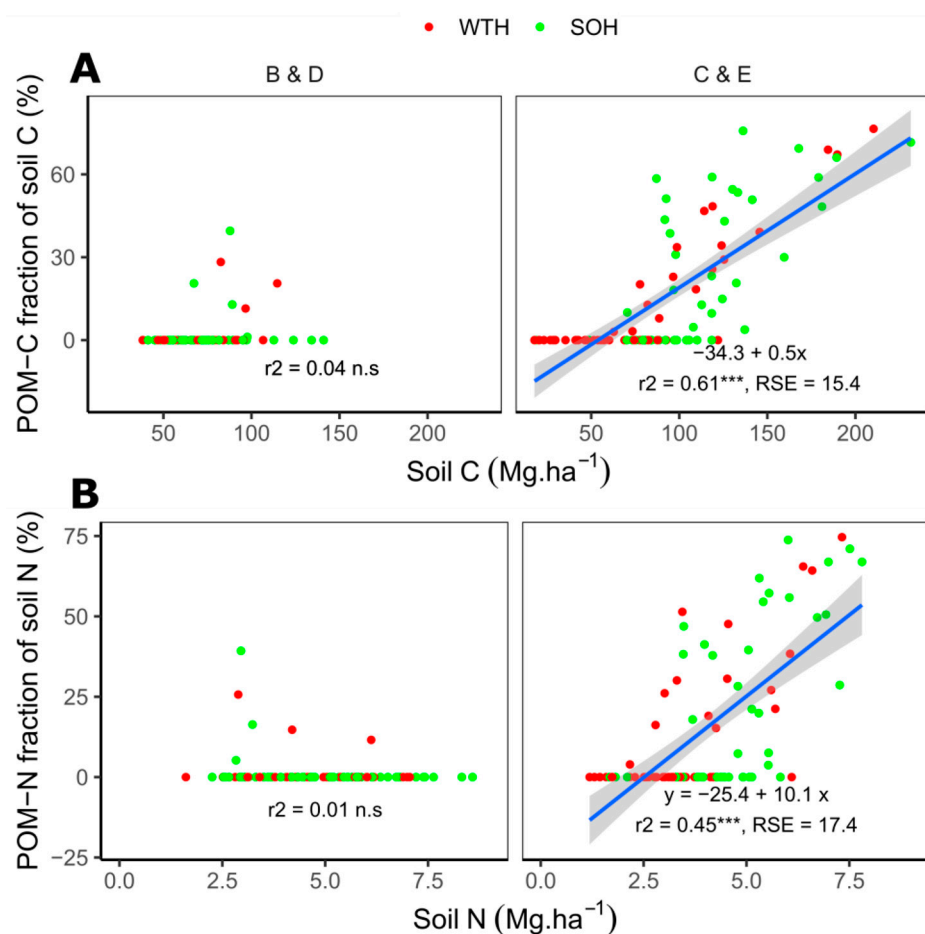 WTH SOH
A
B & D C & E
POM-C fraction of soil C (%)
60
30
0
r2 = 0.04 n.s
−34.3 + 0.5x
r2 = 0.61***, RSE = 15.4
50 100 150 200 50 100 150 200
Soil C (Mg.ha⁻¹)
B
POM-N fraction of soil N (%)
75
50
25
0
−25
r2 = 0.01 n.s
y = −25.4 + 10.1 x
r2 = 0.45***, RSE = 17.4
0.0 2.5 5.0 7.5 0.0 2.5 5.0 7.5
Soil N (Mg.ha⁻¹)